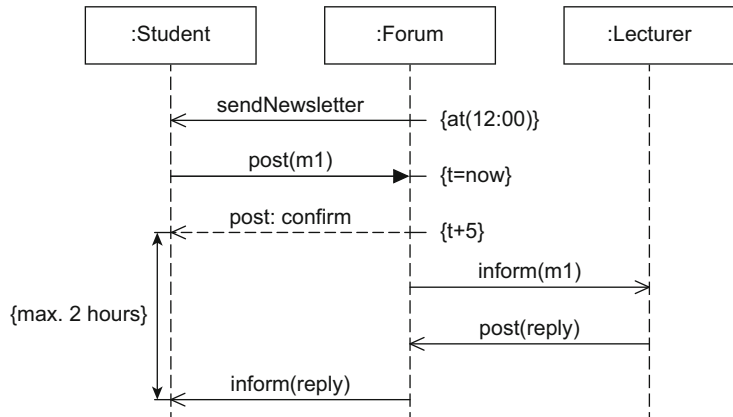 :Student
:Forum
:Lecturer
sendNewsletter
{at(12:00)}
post(m1)
{t=now}
post: confirm
{t+5}
inform(m1)
{max. 2 hours}
post(reply)
inform(reply)